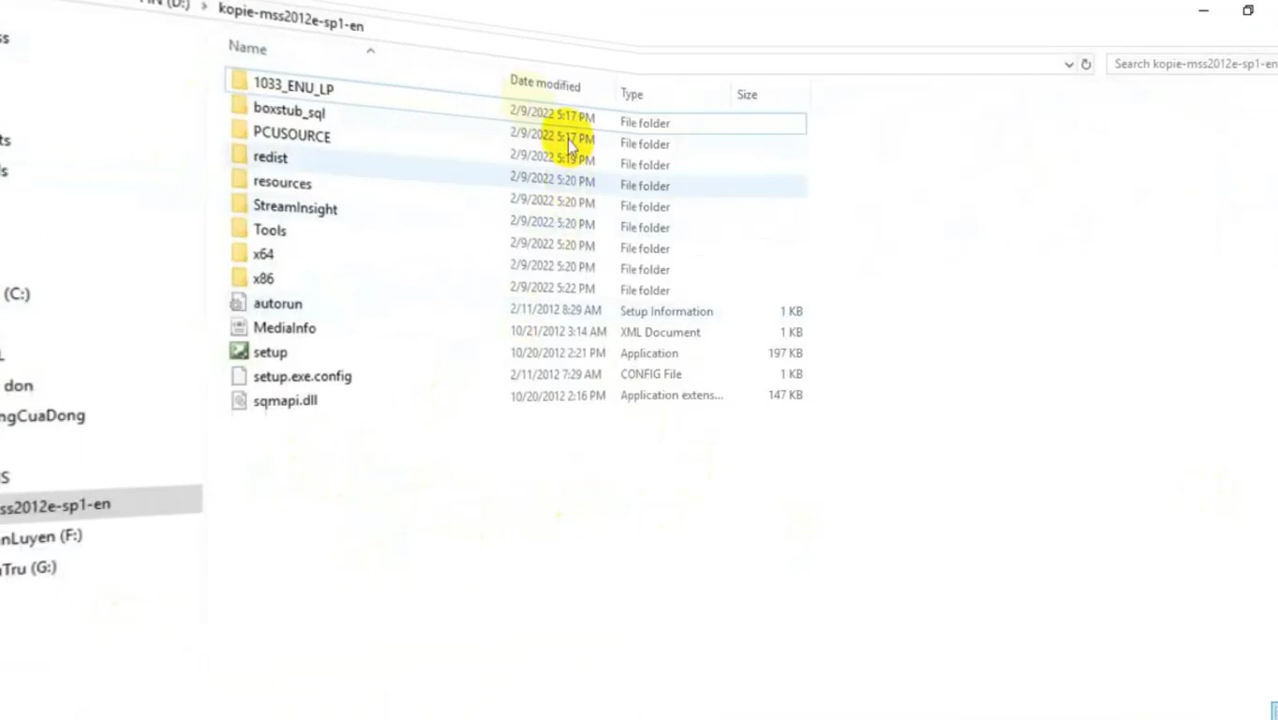 (D:) › kopie-mss2012e-sp1-en
Search kopie-mss2012e-sp1-en
Name Date modified Type Size
1033_ENU_LP 2/9/2022 5:17 PM File folder
boxstub_sql 2/9/2022 5:17 PM File folder
PCUSOURCE 2/9/2022 5:19 PM File folder
redist 2/9/2022 5:20 PM File folder
resources 2/9/2022 5:20 PM File folder
StreamInsight 2/9/2022 5:20 PM File folder
Tools 2/9/2022 5:20 PM File folder
x64 2/9/2022 5:20 PM File folder
x86 2/9/2022 5:22 PM File folder
autorun 2/11/2012 8:29 AM Setup Information 1 KB
MediaInfo 10/21/2012 3:14 AM XML Document 1 KB
setup 10/20/2012 2:21 PM Application 197 KB
setup.exe.config 2/11/2012 7:29 AM CONFIG File 1 KB
sqmapi.dll 10/20/2012 2:16 PM Application extens... 147 KB
(C:)
don
ngCuaDong
ss2012e-sp1-en
nLuyen (F:)
Tru (G:)